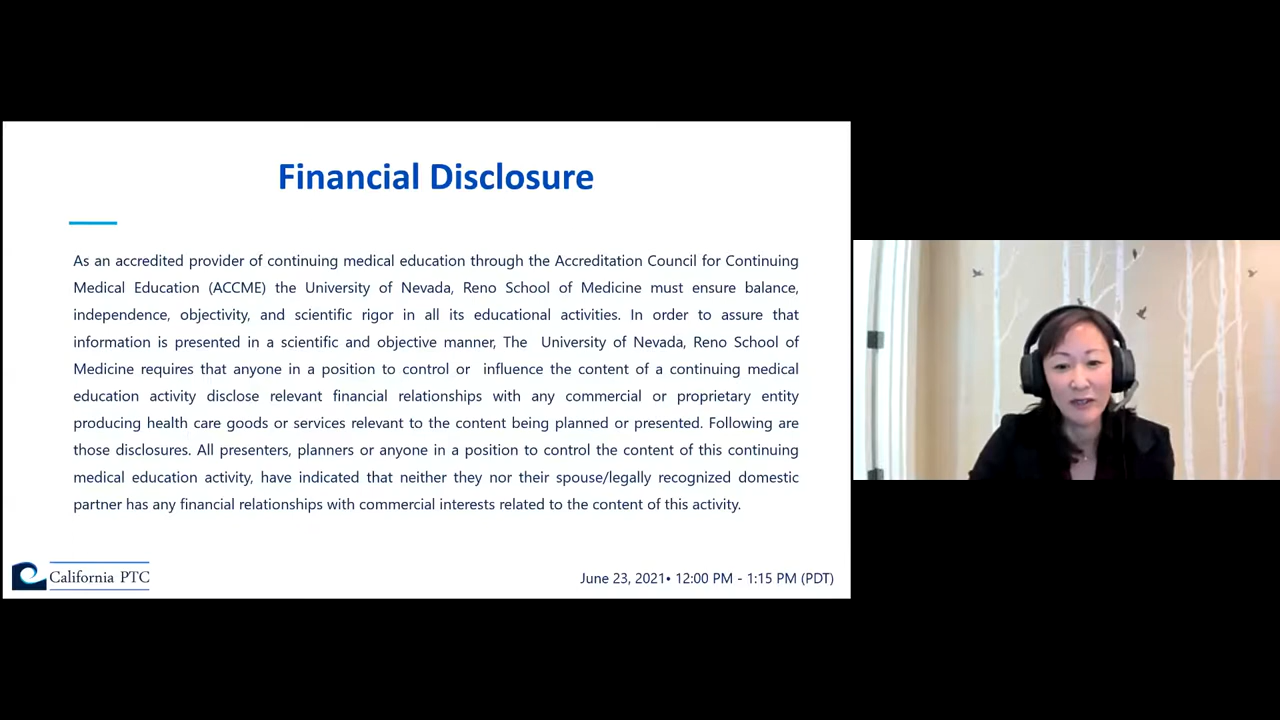 Financial Disclosure
As an accredited provider of continuing medical education through the Accreditation Council for Continuing
Medical Education (ACCME) the University of Nevada, Reno School of Medicine must ensure balance,
independence, objectivity, and scientific rigor in all its educational activities. In order to assure that
information is presented in a scientific and objective manner, The University of Nevada, Reno School of
Medicine requires that anyone in a position to control or influence the content of a continuing medical
education activity disclose relevant financial relationships with any commercial or proprietary entity
producing health care goods or services relevant to the content being planned or presented. Following are
those disclosures. All presenters, planners or anyone in a position to control the content of this continuing
medical education activity, have indicated that neither they nor their spouse/legally recognized domestic
partner has any financial relationships with commercial interests related to the content of this activity.
California PTC
June 23, 2021• 12:00 PM - 1:15 PM (PDT)